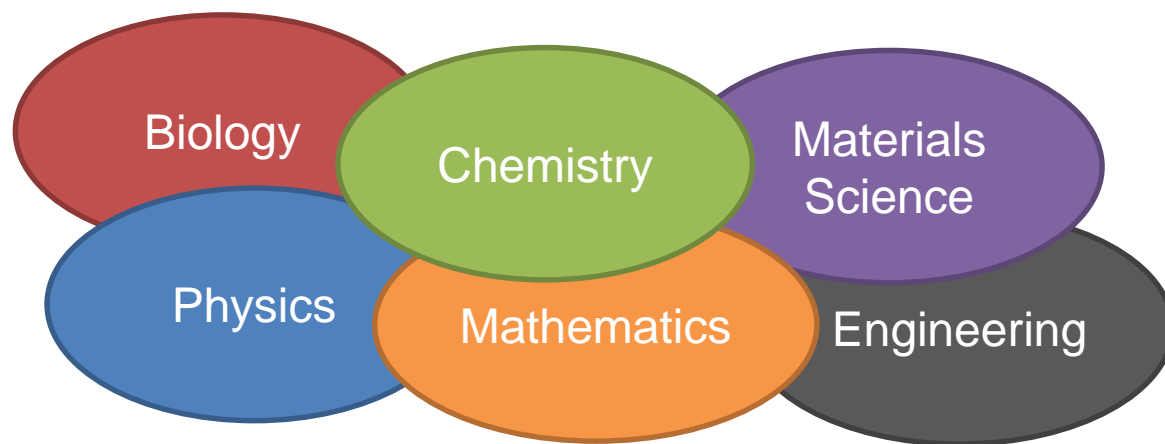 Biology
Chemistry
Materials
Science
Physics
Mathematics
Engineering